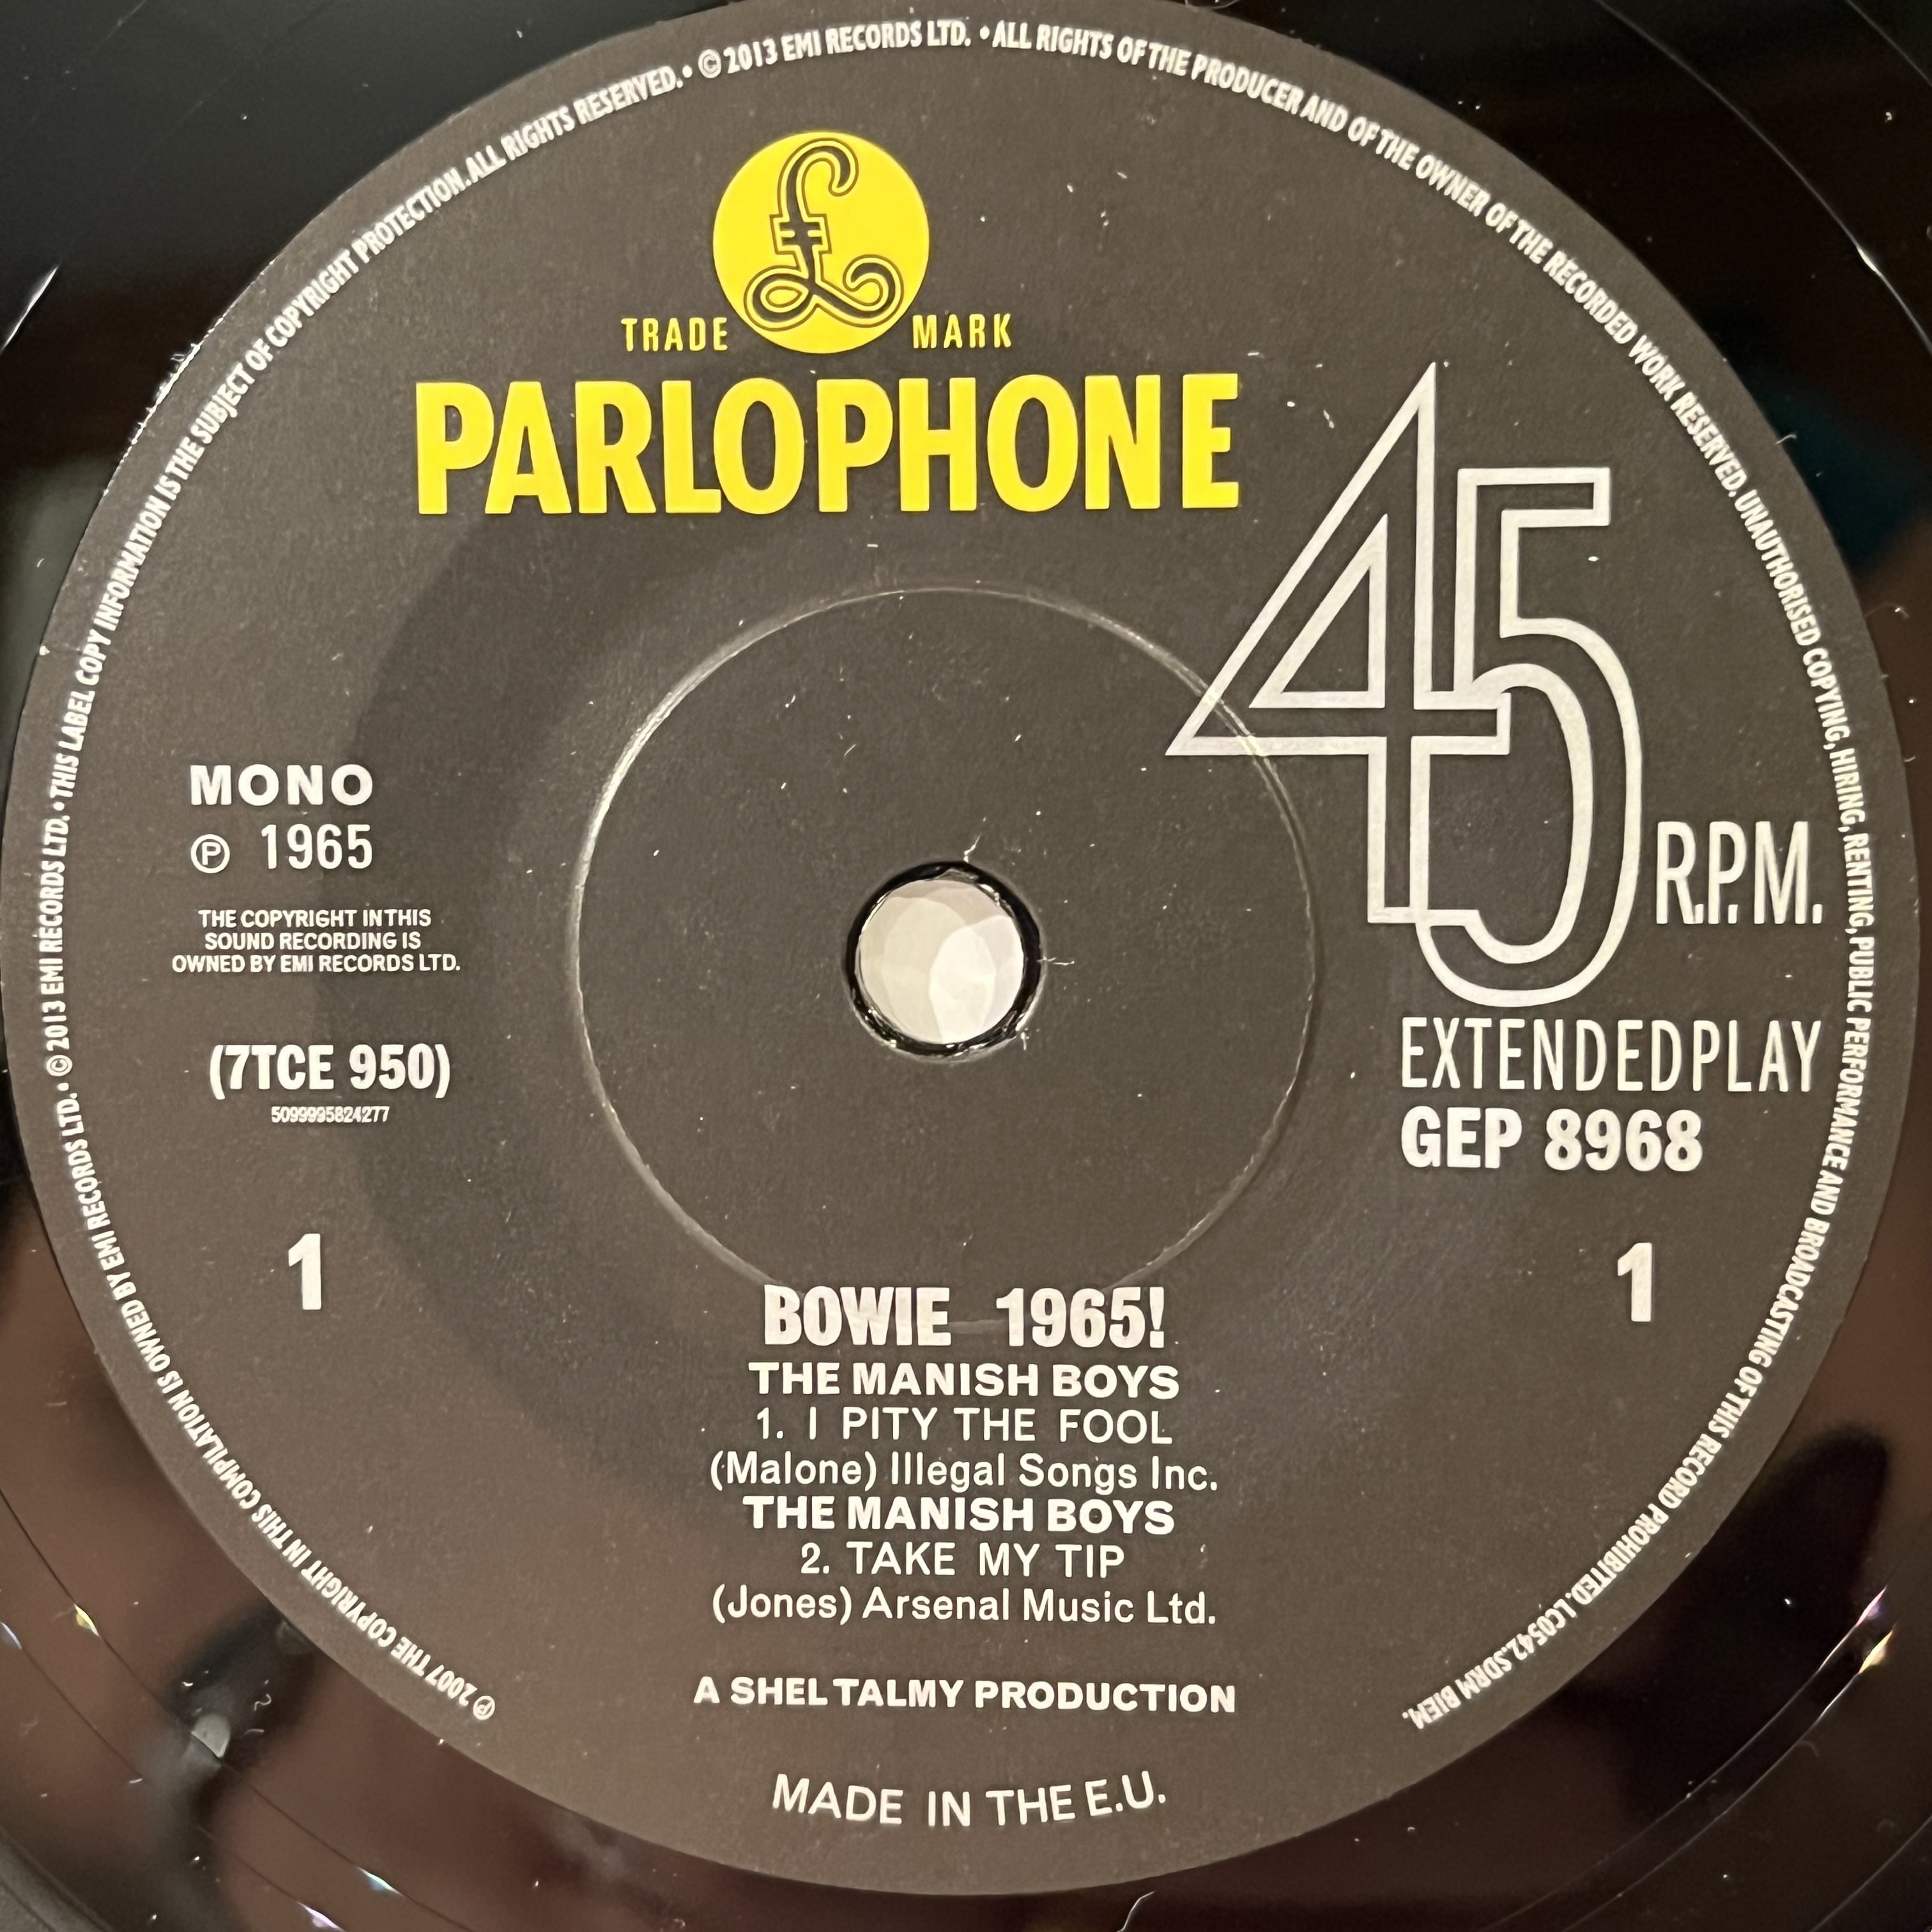 ℗ 2007 THE COPYRIGHT IN THIS COMPILATION IS OWNED BY EMI RECORDS LTD. • © 2013 EMI RECORDS LTD. • THIS LABEL COPY INFORMATION IS THE SUBJECT OF COPYRIGHT PROTECTION. ALL RIGHTS RESERVED. • © 2013 EMI RECORDS LTD. • ALL RIGHTS OF THE PRODUCER AND OF THE OWNER OF THE RECORDED WORK RESERVED. UNAUTHORISED COPYING, HIRING, RENTING, PUBLIC PERFORMANCE AND BROADCASTING OF THIS RECORD PROHIBITED. LC0542. SDRM BIEM.
£
TRADE MARK
PARLOPHONE
45 R.P.M.
EXTENDED PLAY
GEP 8968
MONO
℗ 1965
THE COPYRIGHT IN THIS
SOUND RECORDING IS
OWNED BY EMI RECORDS LTD.
(7TCE 950)
5099995824277
1
1
BOWIE 1965!
THE MANISH BOYS
1. I PITY THE FOOL
(Malone) Illegal Songs Inc.
THE MANISH BOYS
2. TAKE MY TIP
(Jones) Arsenal Music Ltd.
A SHEL TALMY PRODUCTION
MADE IN THE E.U.